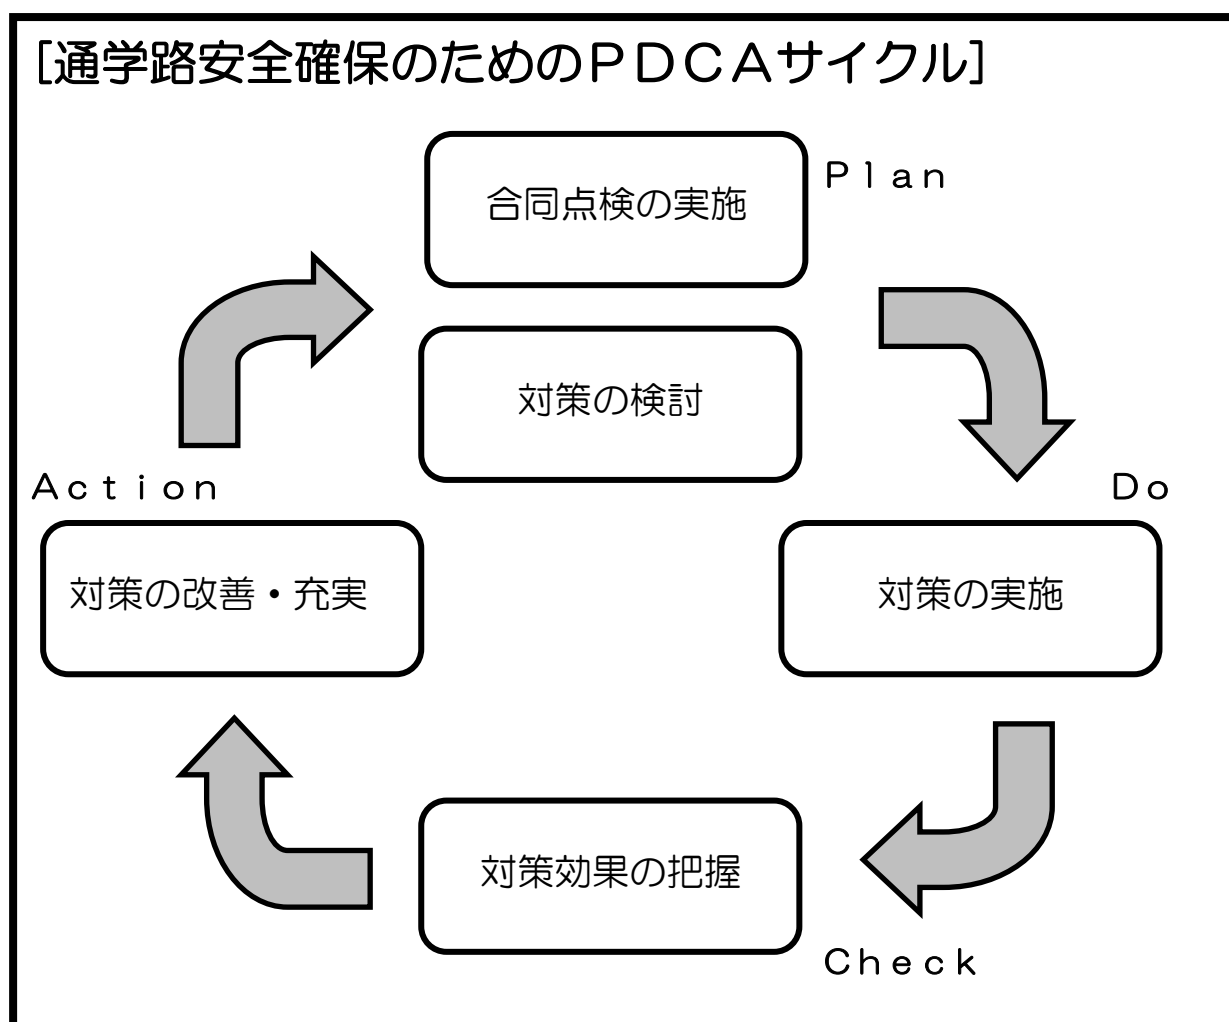 [通学路安全確保のためのＰＤＣＡサイクル]
合同点検の実施
Ｐｌａｎ
対策の検討
Ａｃｔｉｏｎ
Ｄｏ
対策の改善・充実
対策の実施
対策効果の把握
Ｃｈｅｃｋ